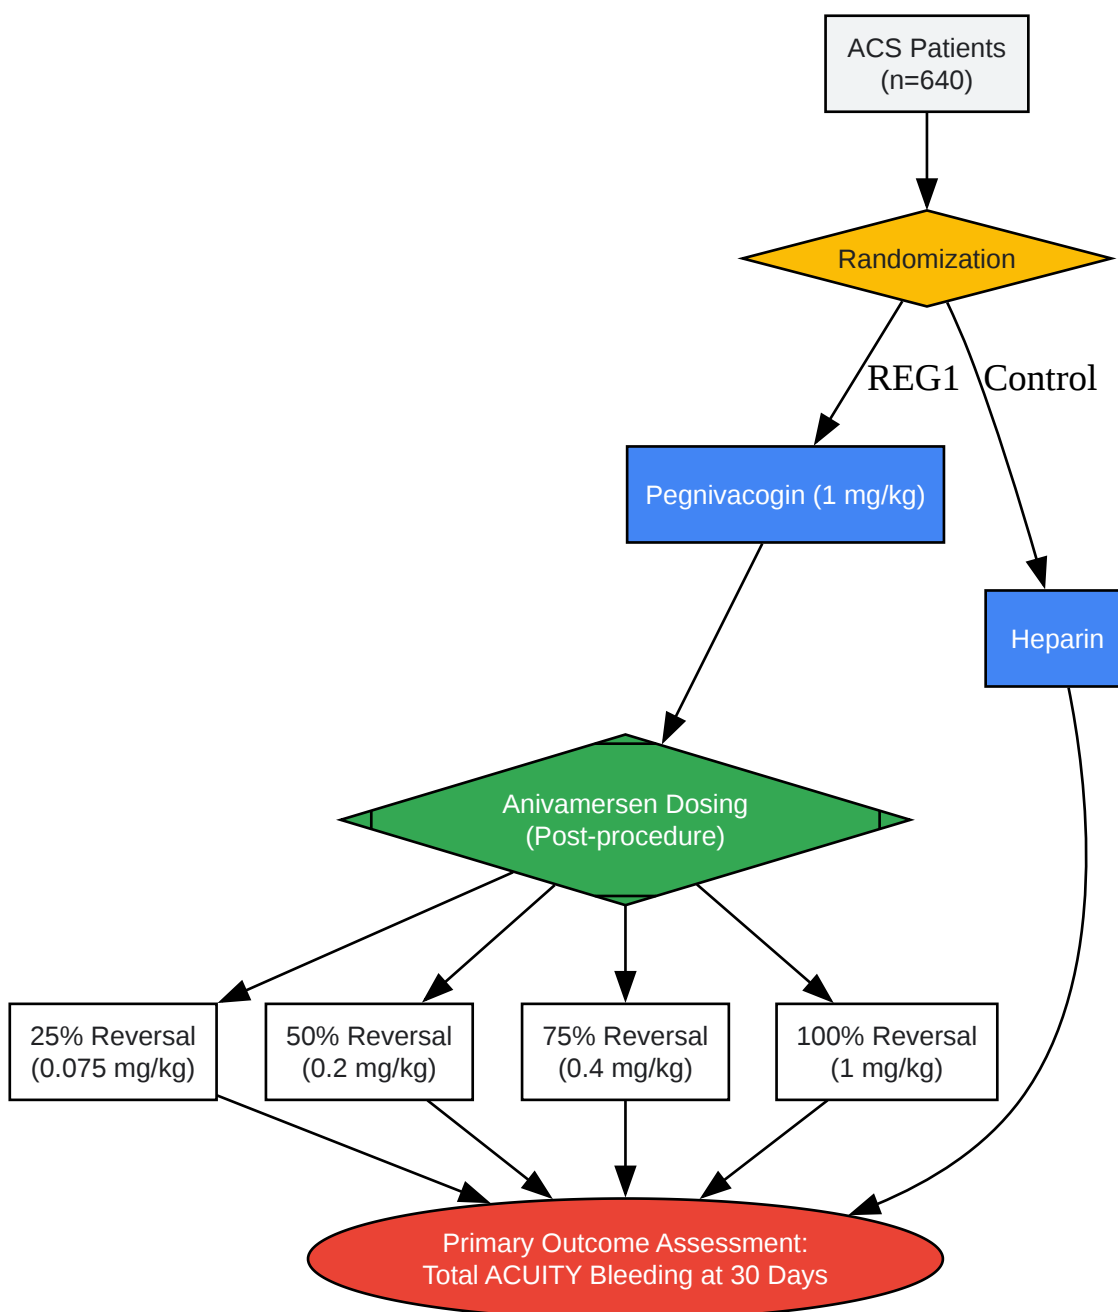 ACS Patients
(n=640)
Randomization
REG1
Control
Pegnivacogin (1 mg/kg)
Heparin
Anivamersen Dosing
(Post-procedure)
25% Reversal
(0.075 mg/kg)
50% Reversal
(0.2 mg/kg)
75% Reversal
(0.4 mg/kg)
100% Reversal
(1 mg/kg)
Primary Outcome Assessment:
Total ACUITY Bleeding at 30 Days